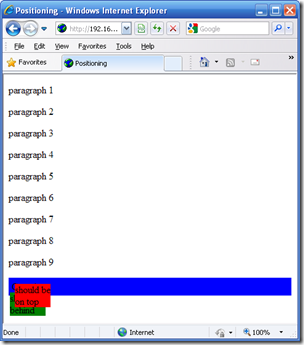 Positioning - Windows Internet Explorer
http://192.16...
Google
File Edit View Favorites Tools Help
Favorites Positioning
paragraph 1
paragraph 2
paragraph 3
paragraph 4
paragraph 5
paragraph 6
paragraph 7
paragraph 8
paragraph 9
should be
on top
behind
Done Internet 100%